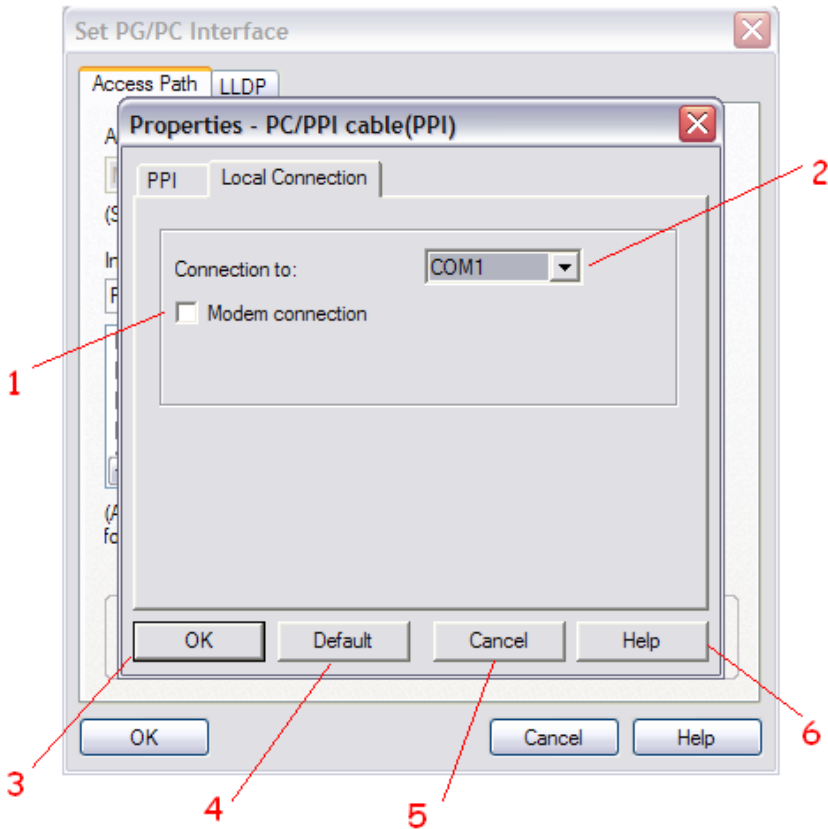 Set PG/PC Interface
Access Path LLDP
Properties - PC/PPI cable(PPI)
PPI Local Connection
2
Connection to: COM1
Modem connection
1
(A
OK Default Cancel Help
OK Cancel Help
6
3
4
5